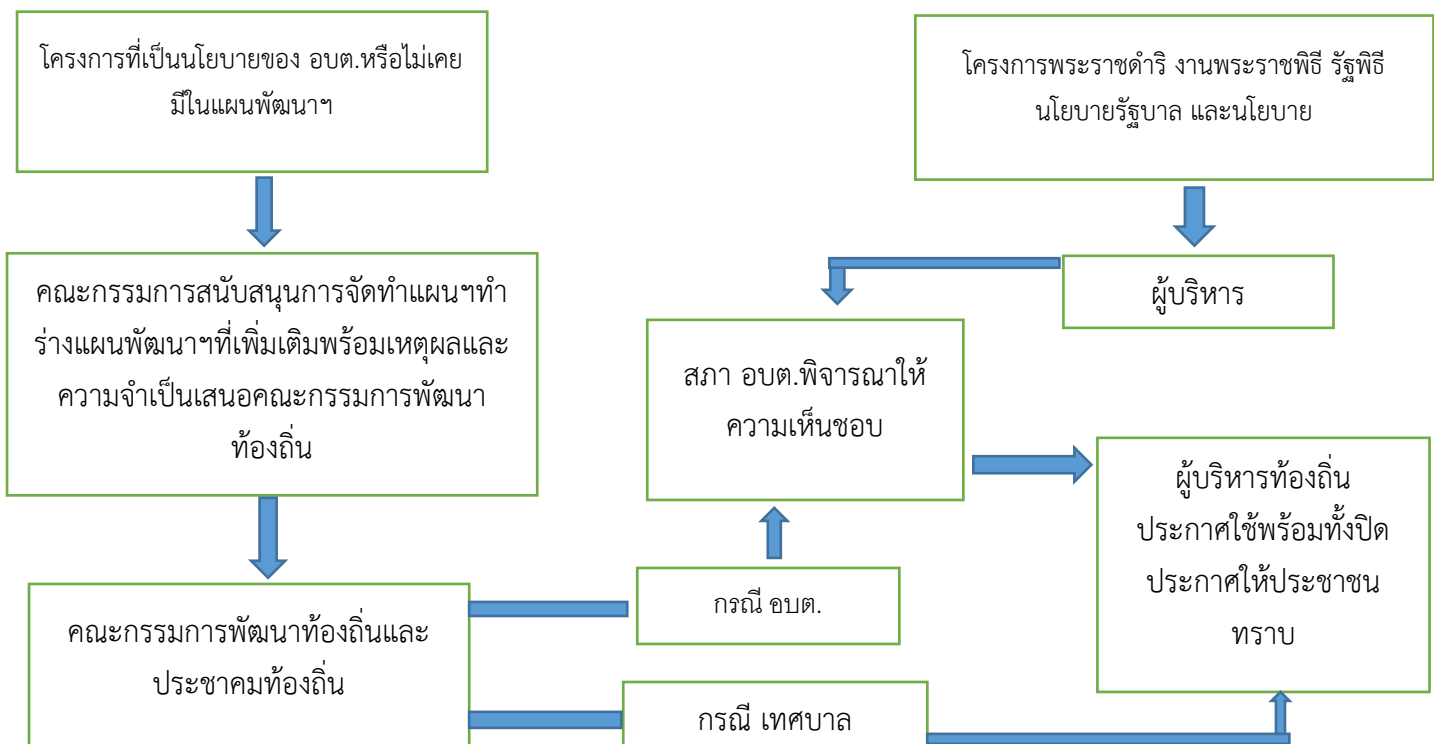 โครงการที่เป็นนโยบายของ อบต.หรือไม่เคย
มีในแผนพัฒนาฯ
โครงการพระราชดำริ งานพระราชพิธี รัฐพิธี
นโยบายรัฐบาล และนโยบาย
คณะกรรมการสนับสนุนการจัดทำแผนฯทำ
ร่างแผนพัฒนาฯที่เพิ่มเติมพร้อมเหตุผลและ
ความจำเป็นเสนอคณะกรรมการพัฒนา
ท้องถิ่น
ผู้บริหาร
สภา อบต.พิจารณาให้
ความเห็นชอบ
ผู้บริหารท้องถิ่น
ประกาศใช้พร้อมทั้งปิด
ประกาศให้ประชาชน
ทราบ
คณะกรรมการพัฒนาท้องถิ่นและ
ประชาคมท้องถิ่น
กรณี อบต.
กรณี เทศบาล